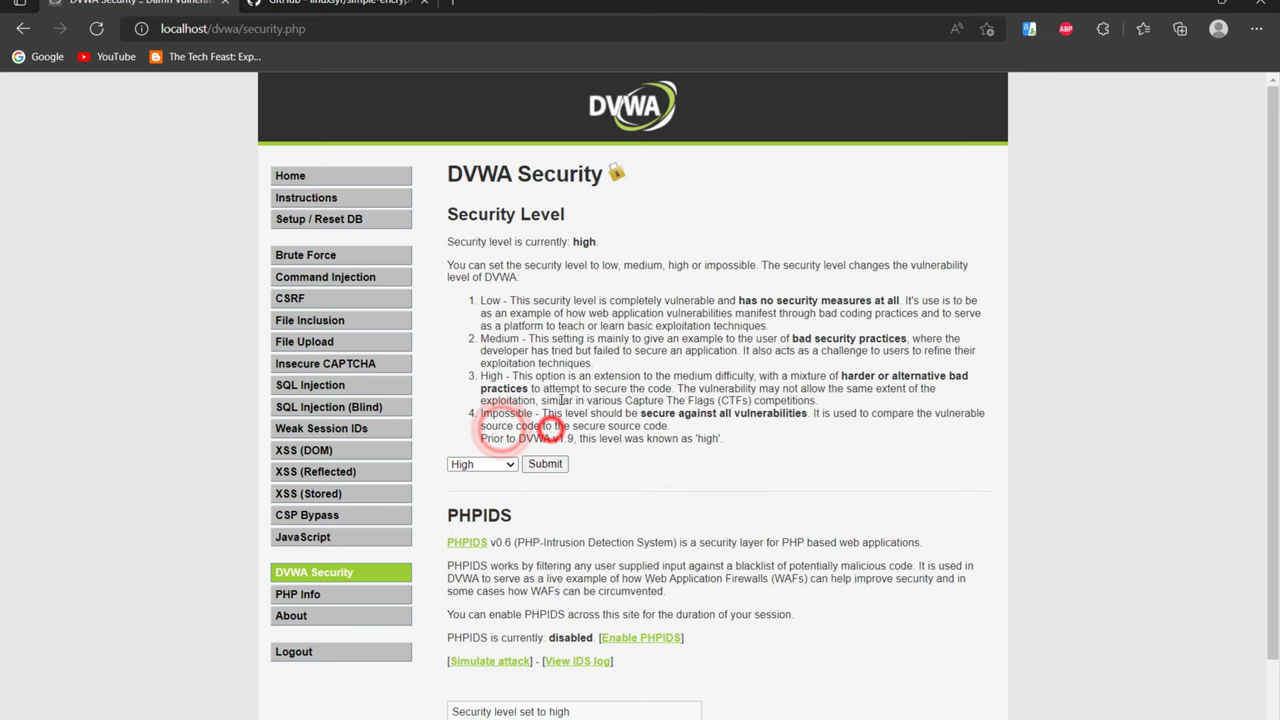 DVWA Security :: Damn Vulnera
GitHub - linuxsyr/simple-encrypt
localhost/dvwa/security.php
ABP
Google
YouTube
The Tech Feast: Exp...
DVWA
Home
Instructions
Setup / Reset DB
Brute Force
Command Injection
CSRF
File Inclusion
File Upload
Insecure CAPTCHA
SQL Injection
SQL Injection (Blind)
Weak Session IDs
XSS (DOM)
XSS (Reflected)
XSS (Stored)
CSP Bypass
JavaScript
DVWA Security
PHP Info
About
Logout
DVWA Security
Security Level
Security level is currently: high.
You can set the security level to low, medium, high or impossible. The security level changes the vulnerability
level of DVWA:
1. Low - This security level is completely vulnerable and has no security measures at all. It's use is to be
as an example of how web application vulnerabilities manifest through bad coding practices and to serve
as a platform to teach or learn basic exploitation techniques.
2. Medium - This setting is mainly to give an example to the user of bad security practices, where the
developer has tried but failed to secure an application. It also acts as a challenge to users to refine their
exploitation techniques.
3. High - This option is an extension to the medium difficulty, with a mixture of harder or alternative bad
practices to attempt to secure the code. The vulnerability may not allow the same extent of the
exploitation, similar in various Capture The Flags (CTFs) competitions.
4. Impossible - This level should be secure against all vulnerabilities. It is used to compare the vulnerable
source code to the secure source code.
Prior to DVWA v1.9, this level was known as 'high'.
High
Submit
PHPIDS
PHPIDS v0.6 (PHP-Intrusion Detection System) is a security layer for PHP based web applications.
PHPIDS works by filtering any user supplied input against a blacklist of potentially malicious code. It is used in
DVWA to serve as a live example of how Web Application Firewalls (WAFs) can help improve security and in
some cases how WAFs can be circumvented.
You can enable PHPIDS across this site for the duration of your session.
PHPIDS is currently: disabled. [Enable PHPIDS]
[Simulate attack] - [View IDS log]
Security level set to high